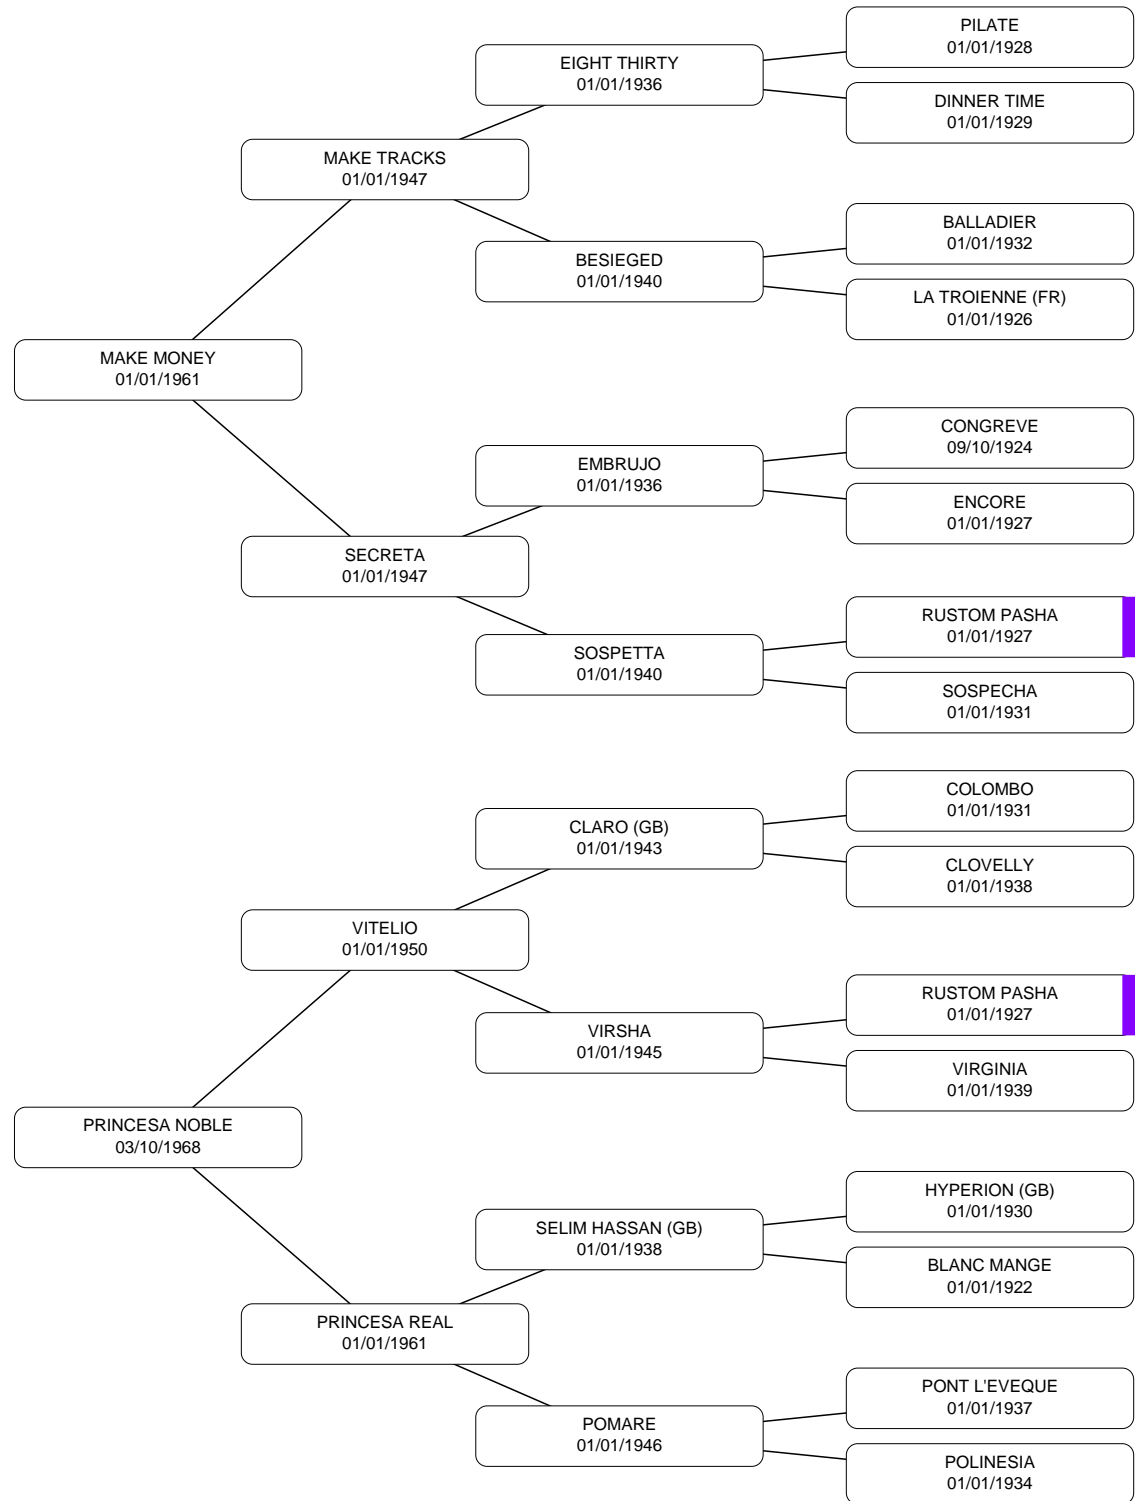 PILATE
01/01/1928
EIGHT THIRTY
01/01/1936
DINNER TIME
01/01/1929
MAKE TRACKS
01/01/1947
BALLADIER
01/01/1932
BESIEGED
01/01/1940
LA TROIENNE (FR)
01/01/1926
MAKE MONEY
01/01/1961
CONGREVE
09/10/1924
EMBRUJO
01/01/1936
ENCORE
01/01/1927
SECRETA
01/01/1947
RUSTOM PASHA
01/01/1927
SOSPETTA
01/01/1940
SOSPECHA
01/01/1931
COLOMBO
01/01/1931
CLARO (GB)
01/01/1943
CLOVELLY
01/01/1938
VITELIO
01/01/1950
RUSTOM PASHA
01/01/1927
VIRSHA
01/01/1945
VIRGINIA
01/01/1939
PRINCESA NOBLE
03/10/1968
HYPERION (GB)
01/01/1930
SELIM HASSAN (GB)
01/01/1938
BLANC MANGE
01/01/1922
PRINCESA REAL
01/01/1961
PONT L'EVEQUE
01/01/1937
POMARE
01/01/1946
POLINESIA
01/01/1934